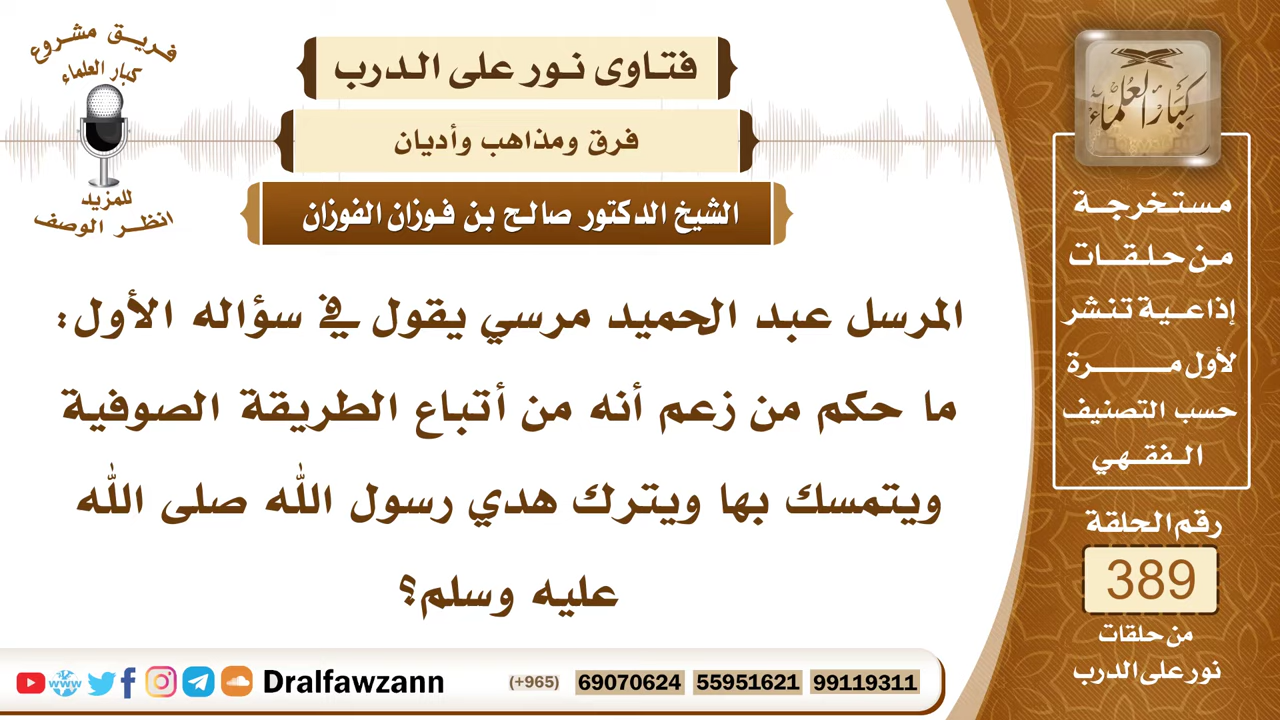 فريق مشروع
كبار العلماء
للمزيد
انظر الوصف
فتاوى نور على الدرب
فرق ومذاهب وأديان
الشيخ الدكتور صالح بن فوزان الفوزان
المرسل عبد الحميد مرسي يقول في سؤاله الأول:
ما حكم من زعم أنه من أتباع الطريقة الصوفية
ويتمسك بها ويترك هدي رسول الله صلى الله
عليه وسلم؟
كبار العلماء
مستخرجة
من حلقات
إذاعية تنشر
لأول مرة
حسب التصنيف
الفقهي
رقم الحلقة
389
من حلقات
نور على الدرب
www
Dralfawzann (+965) 69070624 55951621 99119311